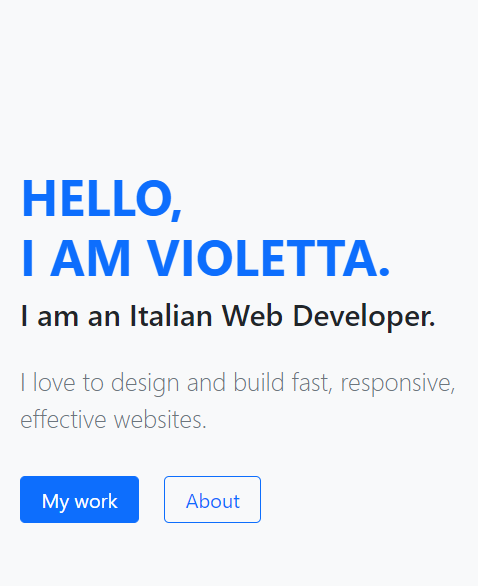 HELLO,
I AM VIOLETTA.
I am an Italian Web Developer.
I love to design and build fast, responsive,
effective websites.
My work
About